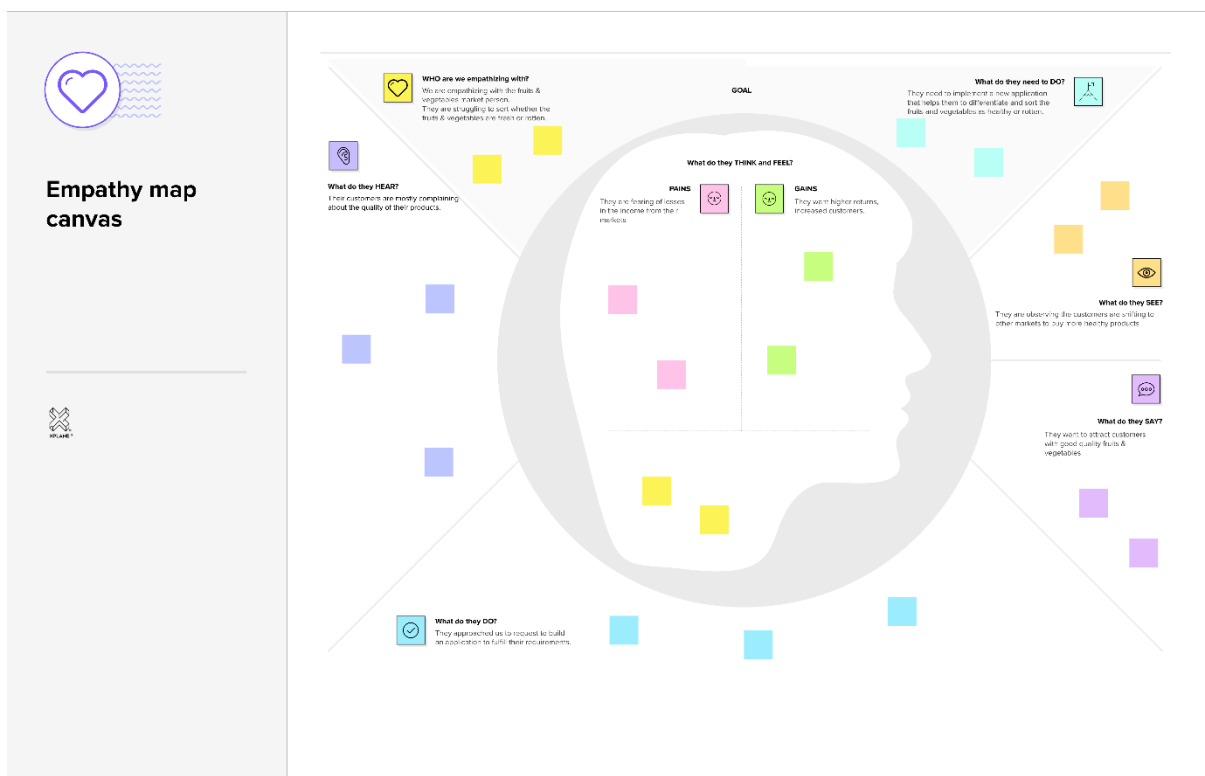 Empathy map
canvas
XPLANE
WHO are we empathizing with?
We are empathizing with the fruits &
vegetables market person.
They are struggling to sort whether the
fruits & vegetables are fresh or rotten.
GOAL
What do they need to DO?
They need to implement a new application
that helps them to differentiate and sort the
fruits and vegetables as healthy or rotten.
What do they HEAR?
Their customers are mostly complaining
about the quality of their products.
What do they THINK and FEEL?
PAINS
They are fearing of losses
in the income from their
markets
GAINS
They want higher returns,
increased customers.
What do they SEE?
They are observing the customers are shifting to
other markets to buy more healthy products
What do they SAY?
They want to attract customers
with good quality fruits &
vegetables
What do they DO?
They approached us to request to build
an application to fulfill their requirements.